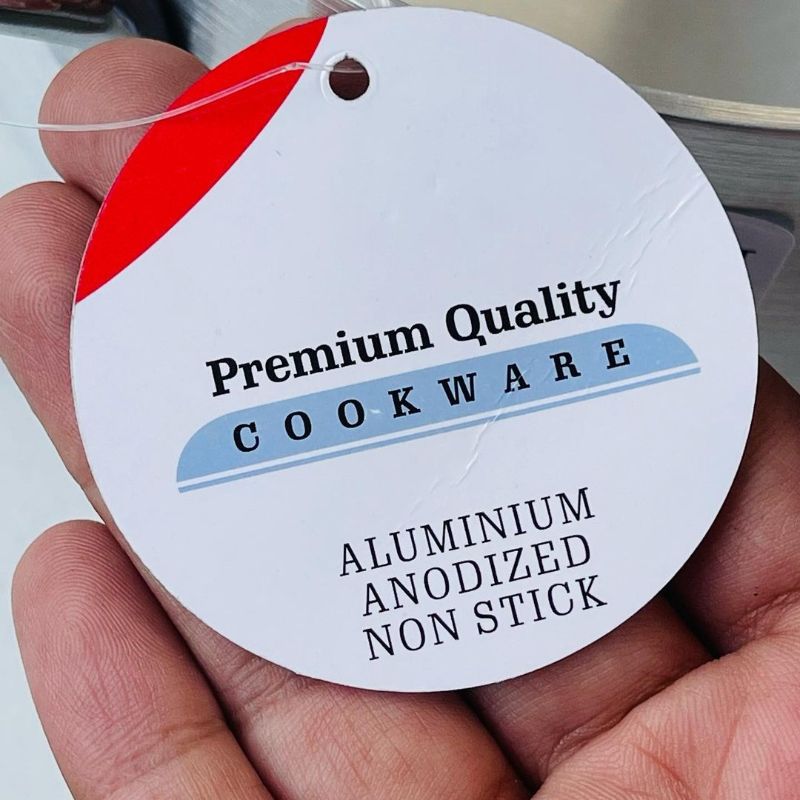 Premium Quality
COOKWARE
ALUMINIUM
ANODIZED
NON STICK